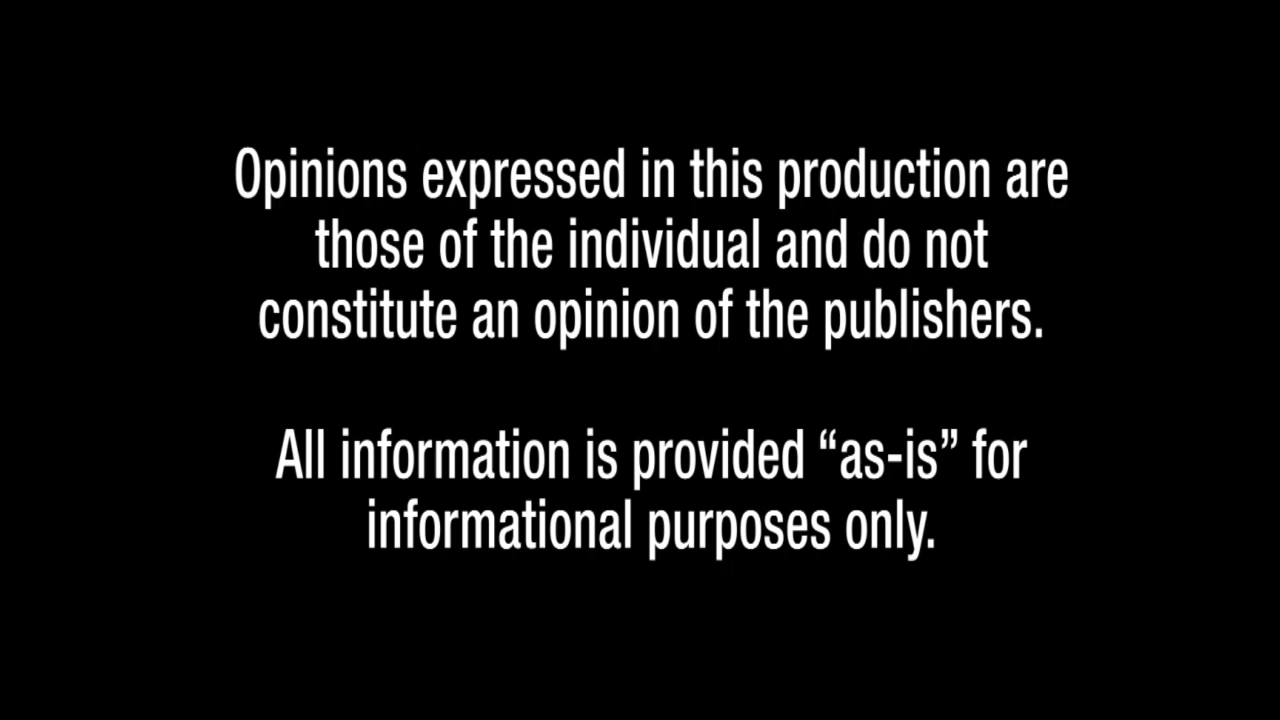 Opinions expressed in this production are
those of the individual and do not
constitute an opinion of the publishers.
All information is provided “as-is” for
informational purposes only.